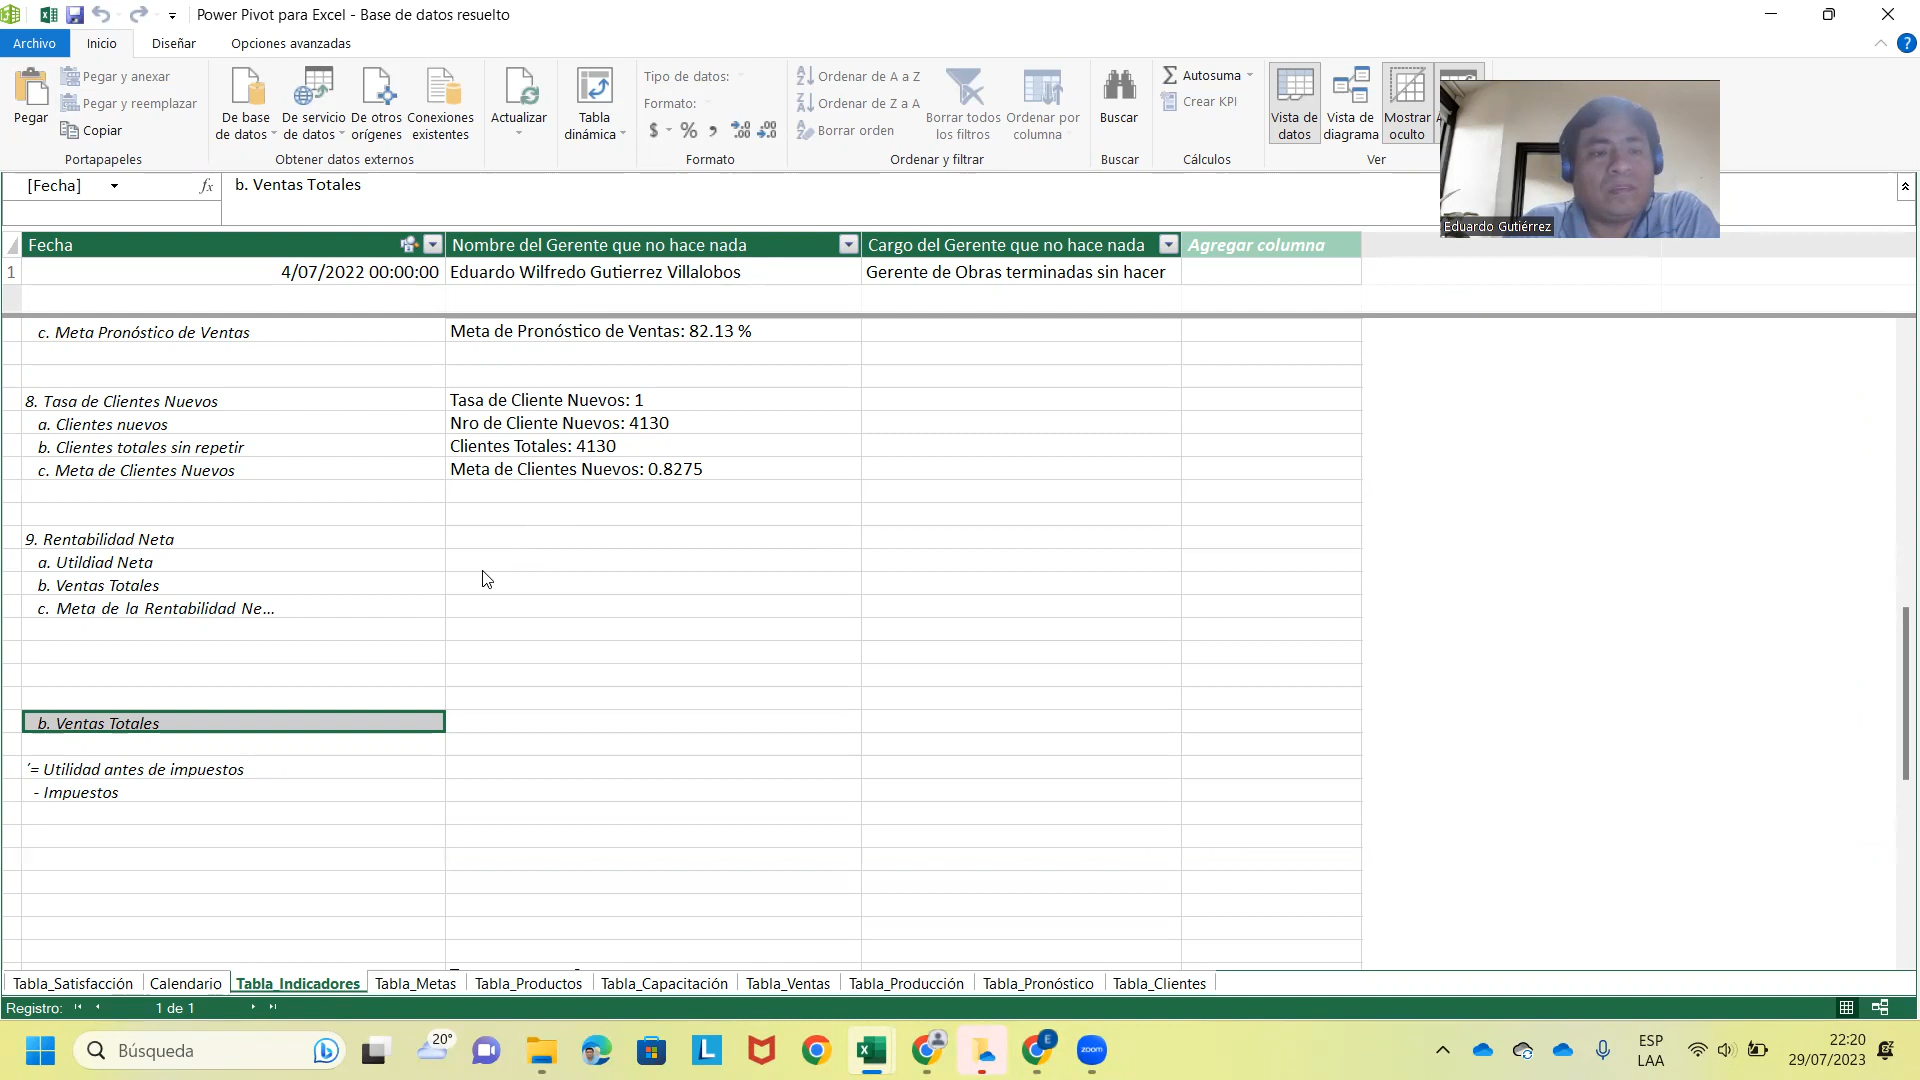 Power Pivot para Excel - Base de datos resuelto
Archivo
Inicio
Diseñar
Opciones avanzadas
Pegar
Pegar y anexar
Pegar y reemplazar
Copiar
Portapapeles
De base de datos
De servicio de datos
De otros orígenes
Conexiones existentes
Obtener datos externos
Actualizar
Tabla dinámica
Tipo de datos:
Formato:
$ % 
Formato
Ordenar de A a Z
Ordenar de Z a A
Borrar orden
Borrar todos los filtros
Ordenar por columna
Ordenar y filtrar
Buscar
Buscar
Autosuma
Crear KPI
Cálculos
Vista de datos
Vista de diagrama
Mostrar oculto
Ver
Eduardo Gutiérrez
[Fecha]
fx
b. Ventas Totales
Fecha
Nombre del Gerente que no hace nada
Cargo del Gerente que no hace nada
Agregar columna
1
4/07/2022 00:00:00
Eduardo Wilfredo Gutierrez Villalobos
Gerente de Obras terminadas sin hacer
c. Meta Pronóstico de Ventas
Meta de Pronóstico de Ventas: 82.13 %
8. Tasa de Clientes Nuevos
Tasa de Cliente Nuevos: 1
a. Clientes nuevos
Nro de Cliente Nuevos: 4130
b. Clientes totales sin repetir
Clientes Totales: 4130
c. Meta de Clientes Nuevos
Meta de Clientes Nuevos: 0.8275
9. Rentabilidad Neta
a. Utildiad Neta
b. Ventas Totales
c. Meta de la Rentabilidad Ne...
b. Ventas Totales
´= Utilidad antes de impuestos
- Impuestos
Tabla_Satisfacción
Calendario
Tabla_Indicadores
Tabla_Metas
Tabla_Productos
Tabla_Capacitación
Tabla_Ventas
Tabla_Producción
Tabla_Pronóstico
Tabla_Clientes
Registro:
1 de 1
Búsqueda
20°
L
E
zoom
ESP
LAA
22:20
29/07/2023